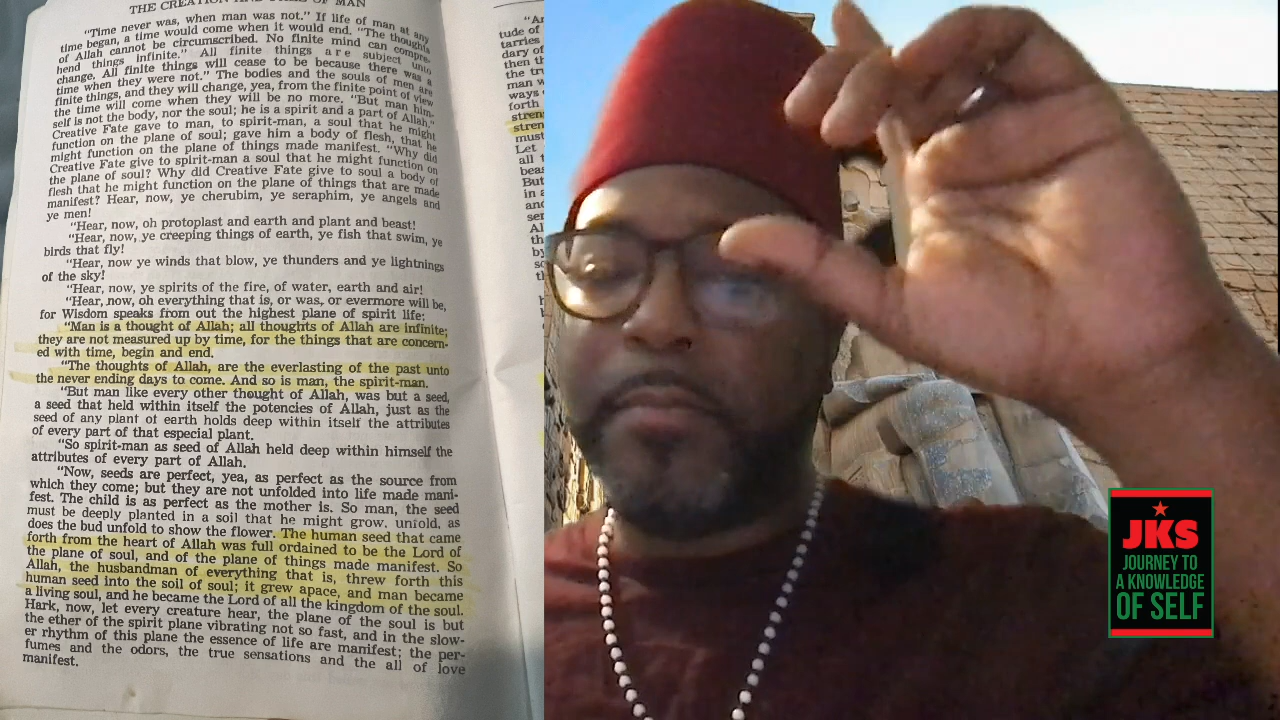 THE CREATION AND FALL OF MAN
"Time never was, when man was not." If life of man at any
time began, a time would come when it would end. "The thoughts
of Allah cannot be circumscribed. No finite mind can compre-
hend things infinite." All finite things are subject unto
change. All finite things will cease to be because there was a
time when they were not." The bodies and the souls of men are
finite things, and they will change, yea, from the finite point of view
the time will come when they will be no more. "But man him-
self is not the body, nor the soul; he is a spirit and a part of Allah."
Creative Fate gave to man, to spirit-man, a soul that he might
function on the plane of soul; gave him a body of flesh, that he
might function on the plane of things made manifest. "Why did
Creative Fate give to spirit-man a soul that he might function on
the plane of soul? Why did Creative Fate give to soul a body of
flesh that he might function on the plane of things that are made
manifest? Hear, now, ye cherubim, ye seraphim, ye angels and
ye men!
"Hear, now, oh protoplast and earth and plant and beast!
"Hear, now, ye creeping things of earth, ye fish that swim, ye
birds that fly!
"Hear, now ye winds that blow, ye thunders and ye lightnings
of the sky!
"Hear, now, ye spirits of the fire, of water, earth and air!
"Hear, now, oh everything that is, or was, or evermore will be,
for Wisdom speaks from out the highest plane of spirit life:
"Man is a thought of Allah; all thoughts of Allah are infinite;
they are not measured up by time, for the things that are concern-
ed with time, begin and end.
"The thoughts of Allah, are the everlasting of the past unto
the never ending days to come. And so is man, the spirit-man.
"But man like every other thought of Allah, was but a seed,
a seed that held within itself the potencies of Allah, just as the
seed of any plant of earth holds deep within itself the attributes
of every part of that especial plant.
"So spirit-man as seed of Allah held deep within himself the
attributes of every part of Allah.
"Now, seeds are perfect, yea, as perfect as the source from
which they come; but they are not unfolded into life made mani-
fest. The child is as perfect as the mother is. So man, the seed
must be deeply planted in a soil that he might grow. unfold, as
does the bud unfold to show the flower. The human seed that came
forth from the heart of Allah was full ordained to be the Lord of
the plane of soul, and of the plane of things made manifest. So
Allah, the husbandman of everything that is, threw forth this
human seed into the soil of soul; it grew apace, and man became
a living soul, and he became the Lord of all the kingdom of the soul.
Hark, now, let every creature hear, the plane of the soul is but
the ether of the spirit plane vibrating not so fast, and in the slow-
er rhythm of this plane the essence of life are manifest; the per-
fumes and the odors, the true sensations and the all of love
manifest.
tude of
tarries
dary of
then th
the tru
man w
ways
forth
stren
must
Let
all
beas
But
in a
and
JKS
JOURNEY TO
A KNOWLEDGE
OF SELF